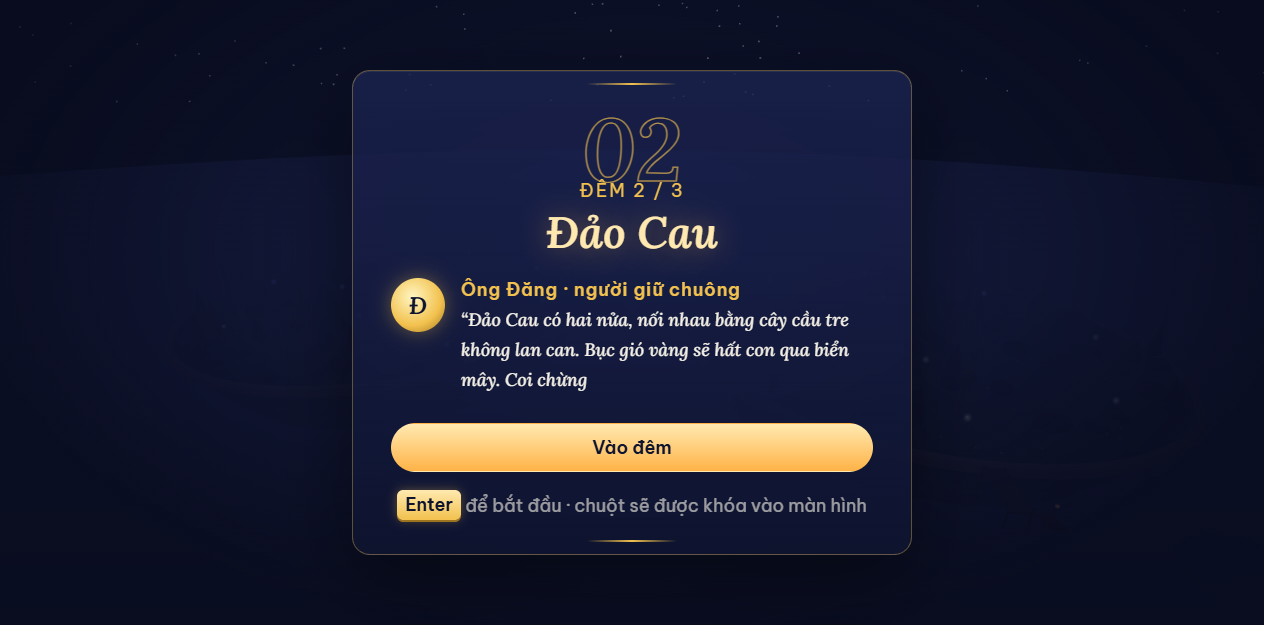 02
ĐÊM 2 / 3
Đảo Cau
Đ
Ông Đăng · người giữ chuông
“Đảo Cau có hai nửa, nối nhau bằng cây cầu tre
không lan can. Bục gió vàng sẽ hất con qua biển
mây. Coi chừng
Vào đêm
Enter để bắt đầu · chuột sẽ được khóa vào màn hình